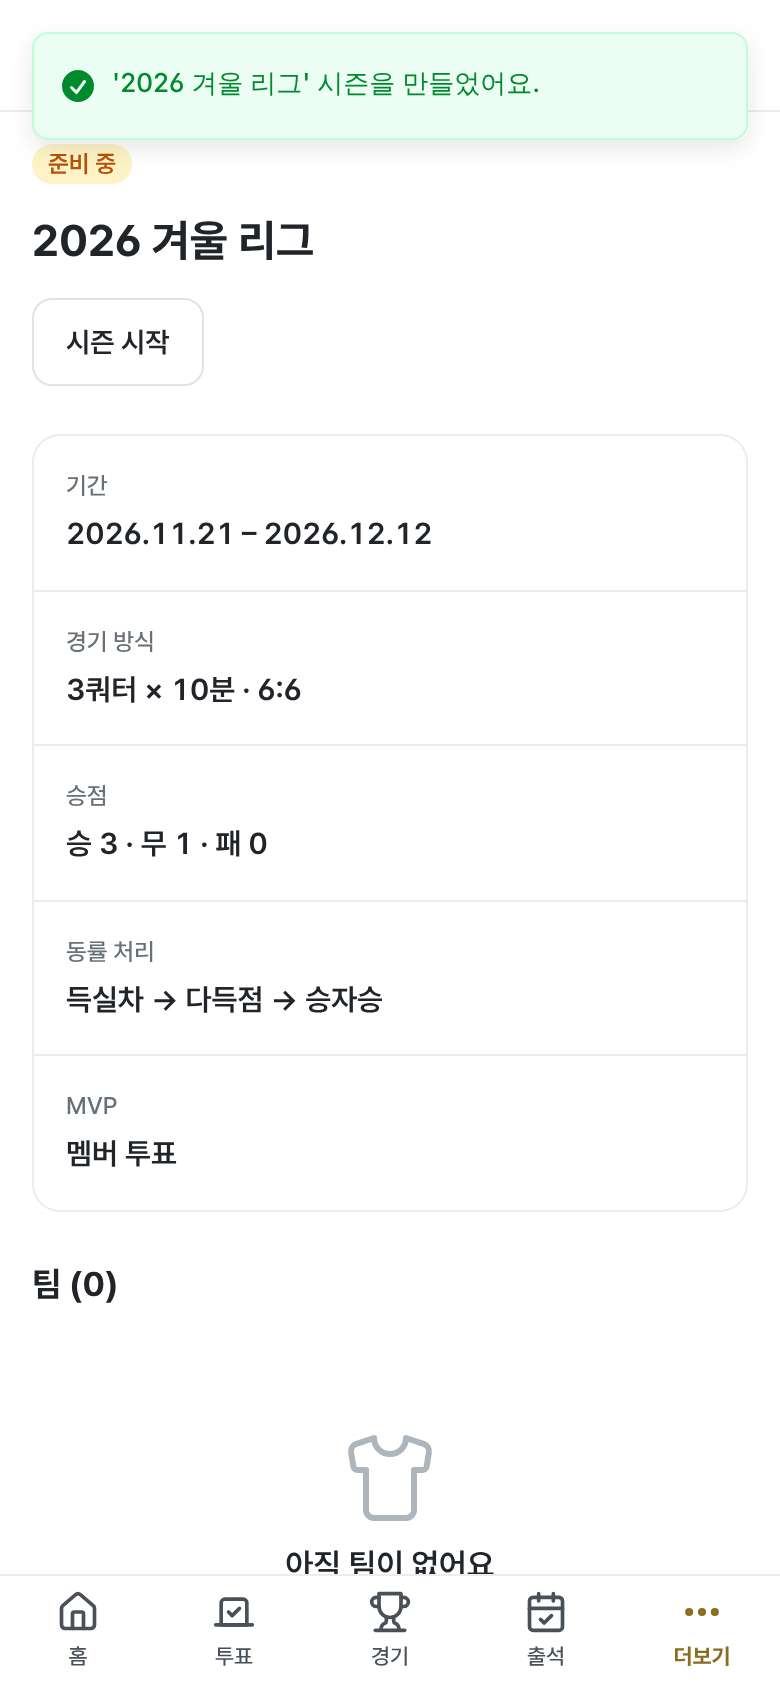 '2026 겨울 리그' 시즌을 만들었어요.
준비 중
2026 겨울 리그
시즌 시작
기간
2026.11.21 – 2026.12.12
경기 방식
3쿼터 × 10분 · 6:6
승점
승 3 · 무 1 · 패 0
동률 처리
득실차 → 다득점 → 승자승
MVP
멤버 투표
팀 (0)
아직 팀이 없어요
홈
투표
경기
출석
더보기